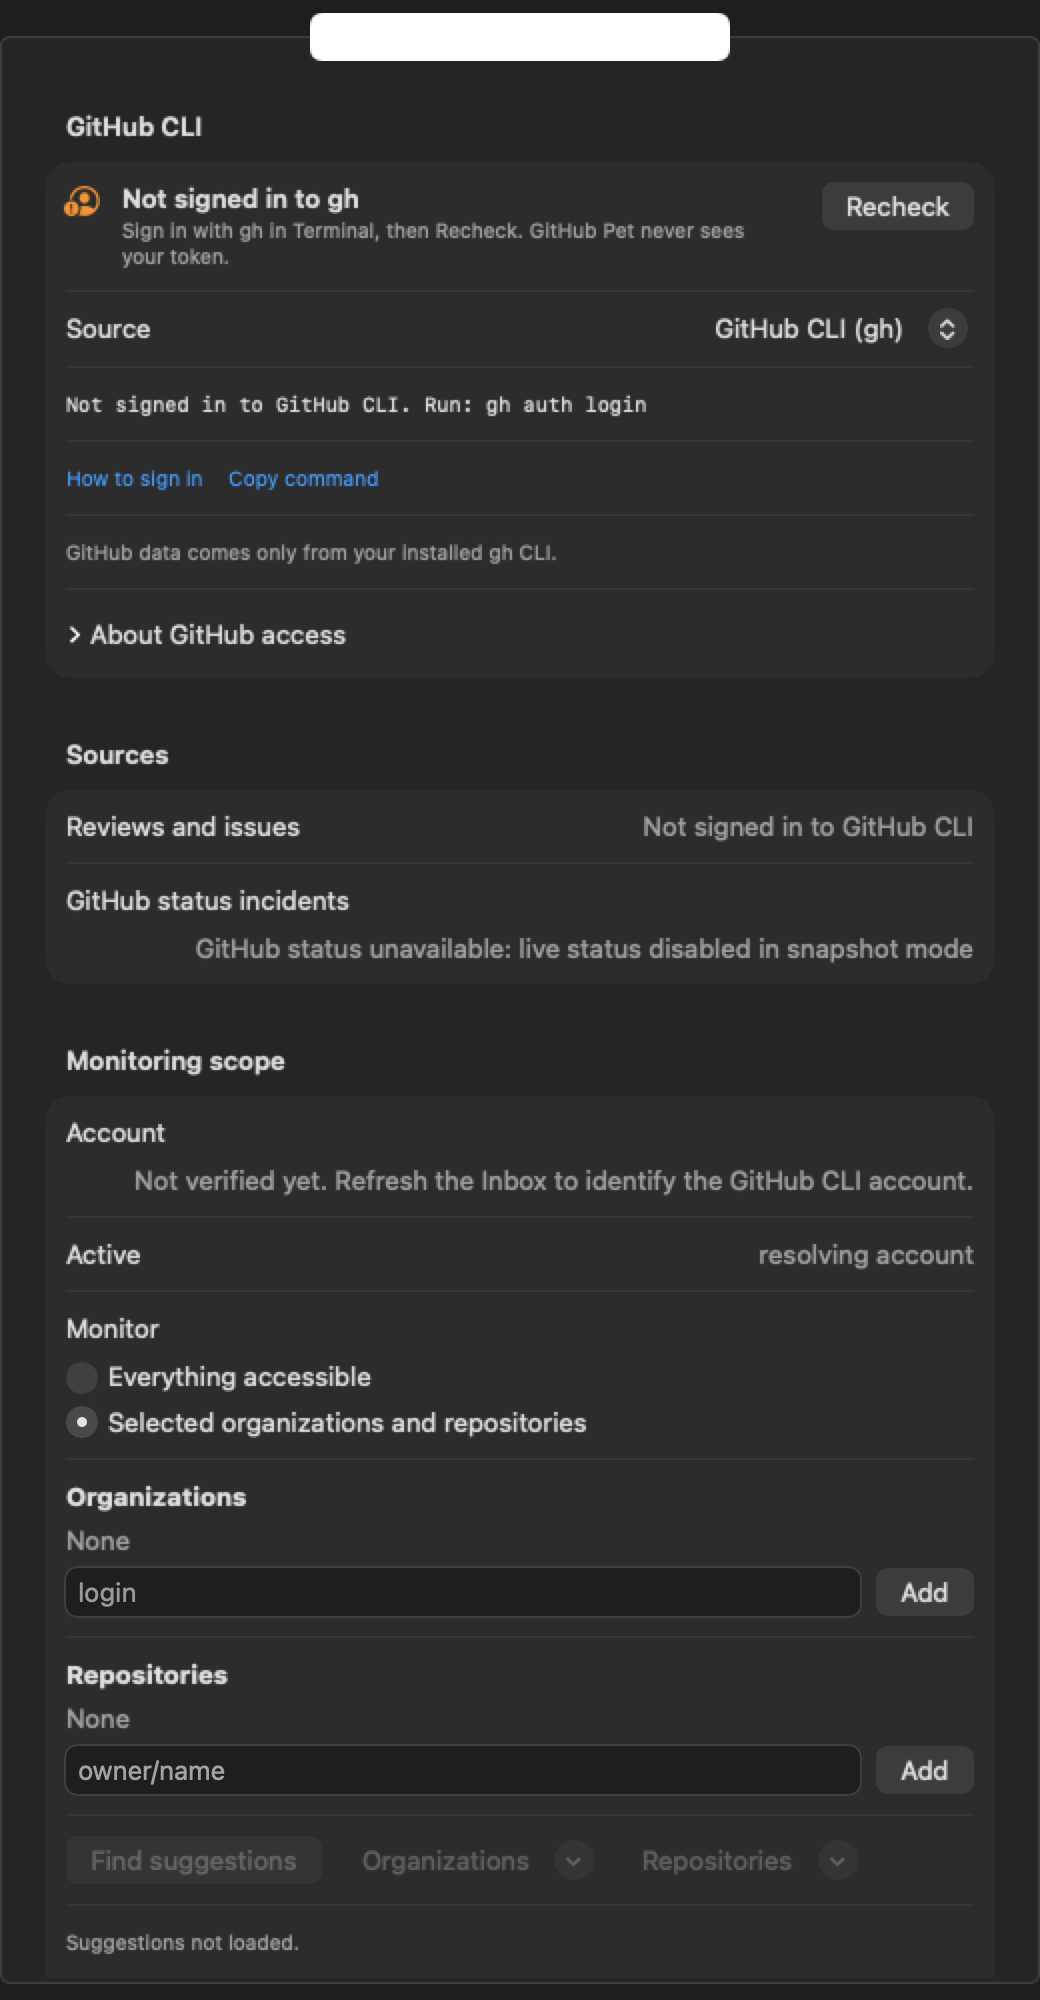 GitHub CLI
Not signed in to gh
Recheck
Sign in with gh in Terminal, then Recheck. GitHub Pet never sees
your token.
Source
GitHub CLI (gh)
Not signed in to GitHub CLI. Run: gh auth login
How to sign in Copy command
GitHub data comes only from your installed gh CLI.
About GitHub access
Sources
Reviews and issues
Not signed in to GitHub CLI
GitHub status incidents
GitHub status unavailable: live status disabled in snapshot mode
Monitoring scope
Account
Not verified yet. Refresh the Inbox to identify the GitHub CLI account.
Active
resolving account
Monitor
Everything accessible
Selected organizations and repositories
Organizations
None
login
Add
Repositories
None
owner/name
Add
Find suggestions Organizations Repositories
Suggestions not loaded.